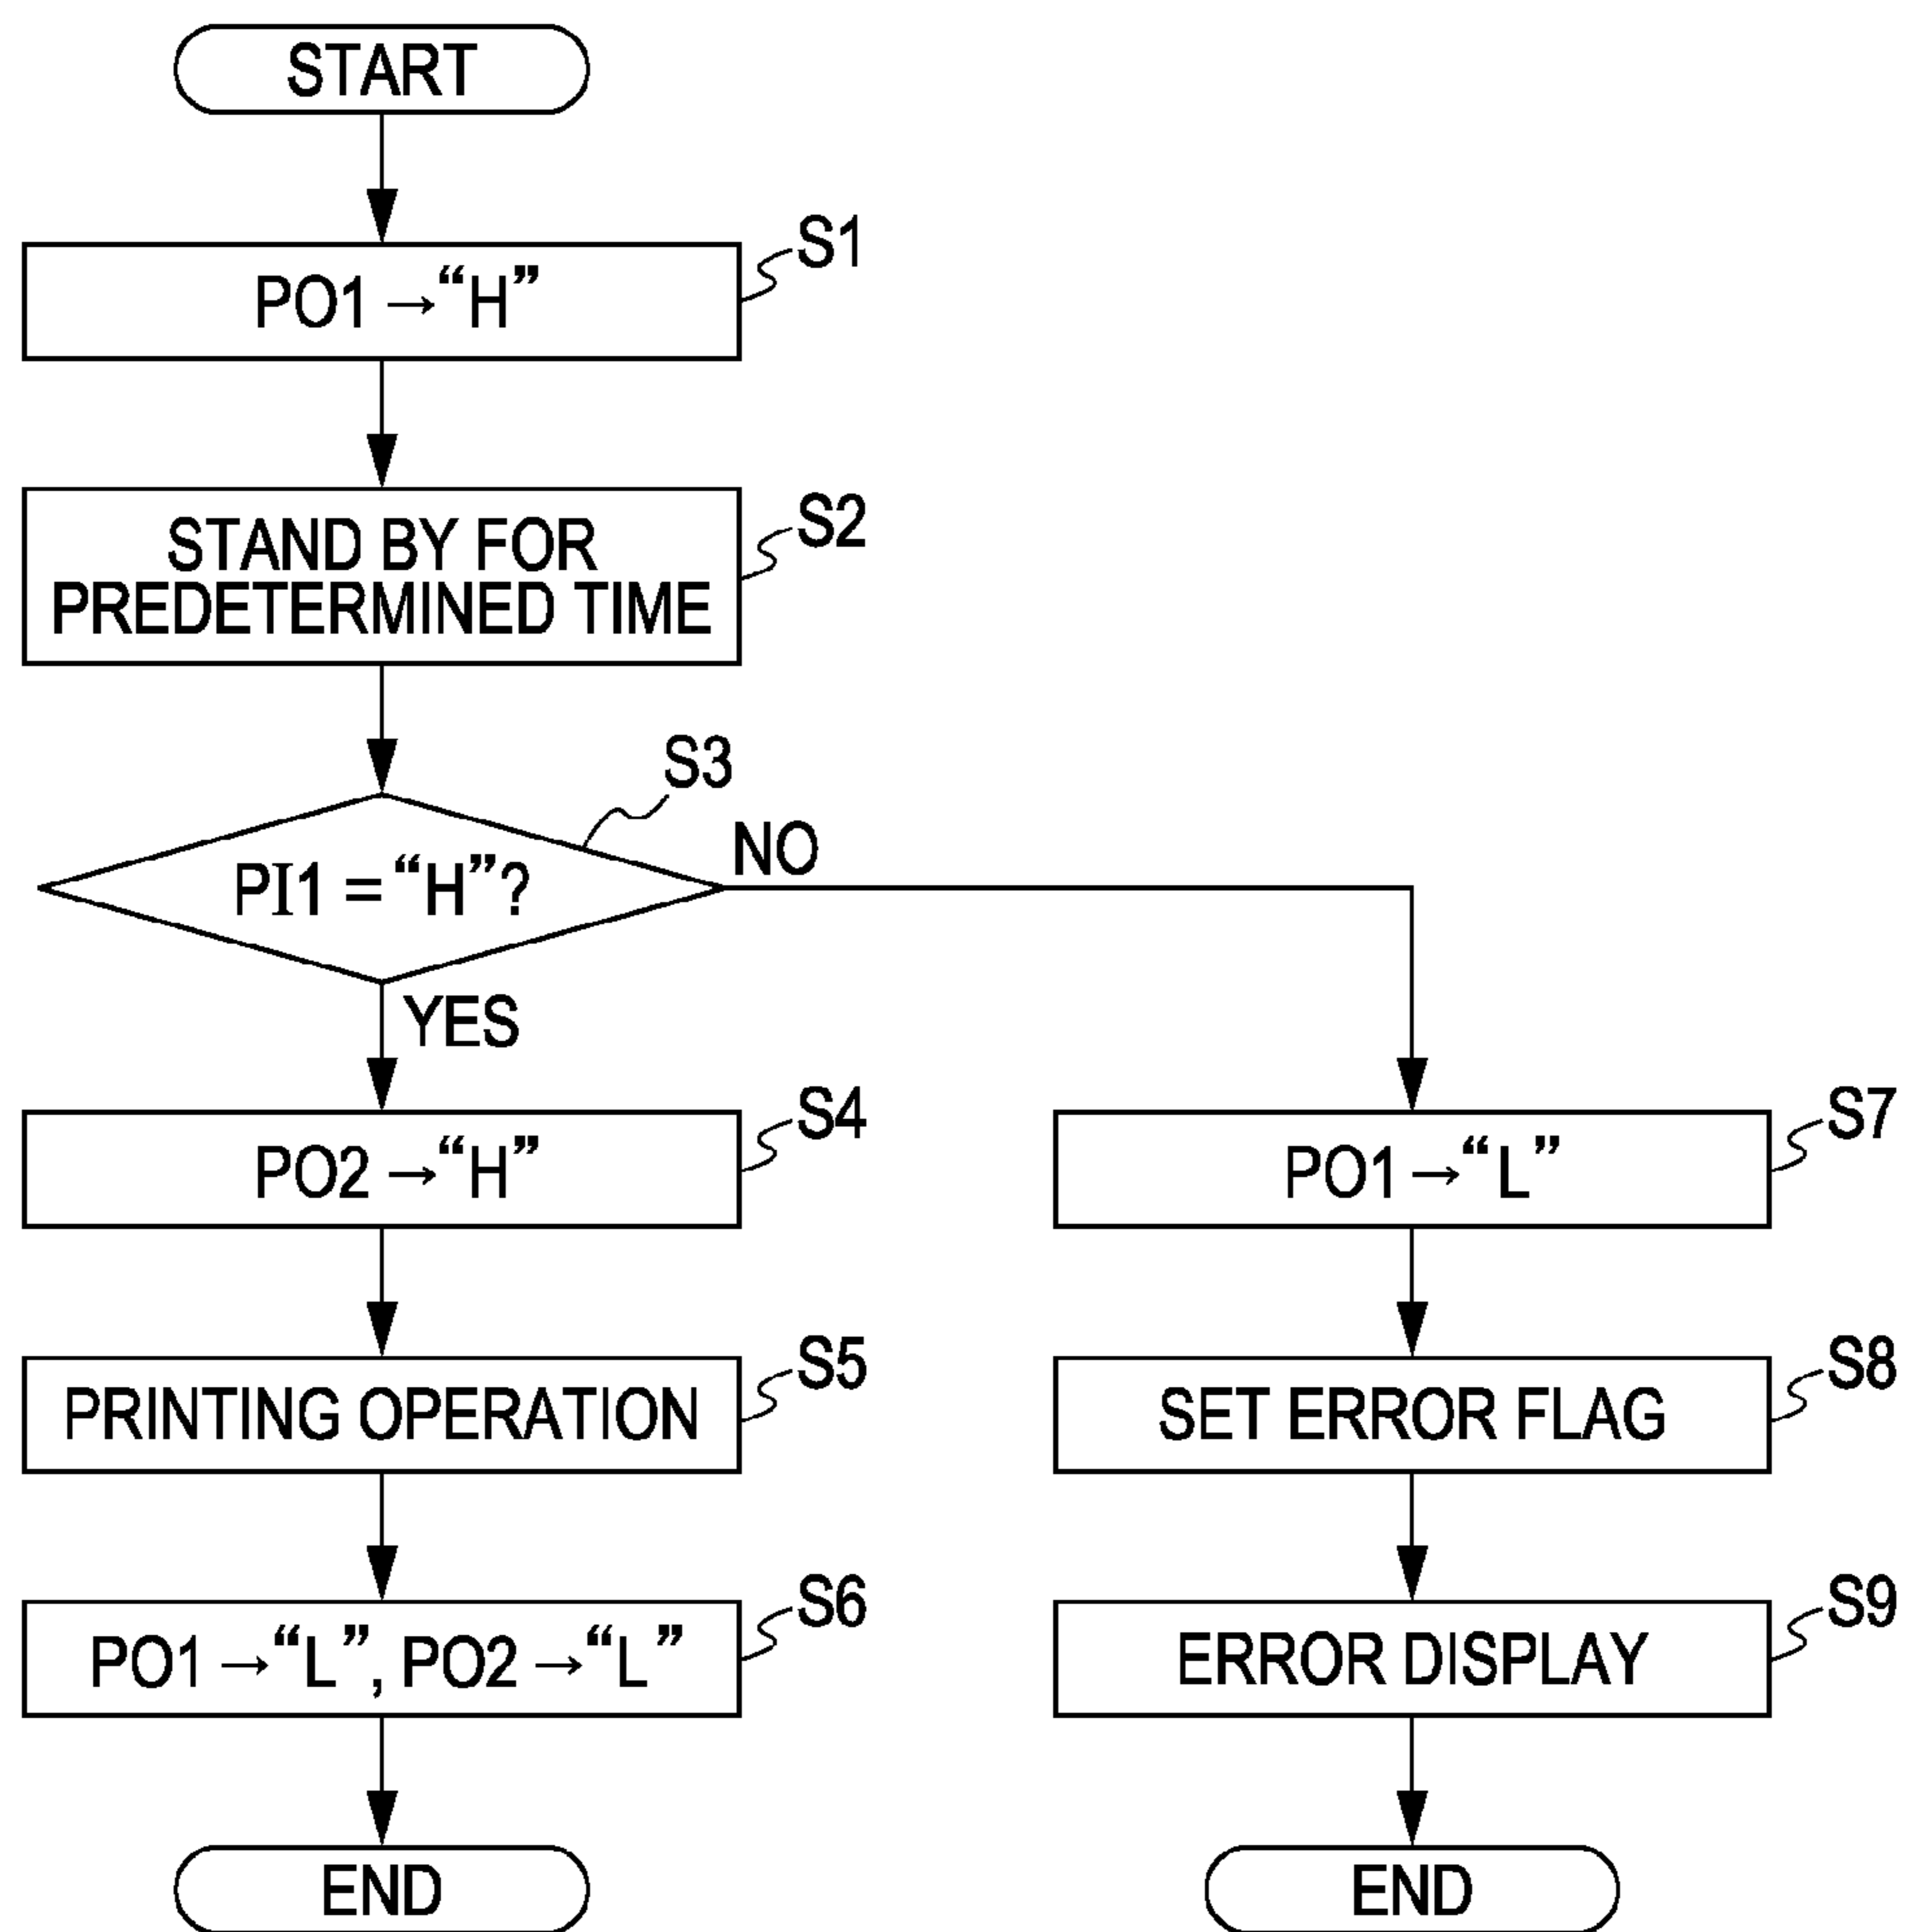 START
S1
PO1 → “H”
S2
STAND BY FOR
PREDETERMINED TIME
S3
PI1 = “H”?
NO
YES
S4
PO2 → “H”
S5
PRINTING OPERATION
S6
PO1 → “L”, PO2 → “L”
END
S7
PO1 → “L”
S8
SET ERROR FLAG
S9
ERROR DISPLAY
END